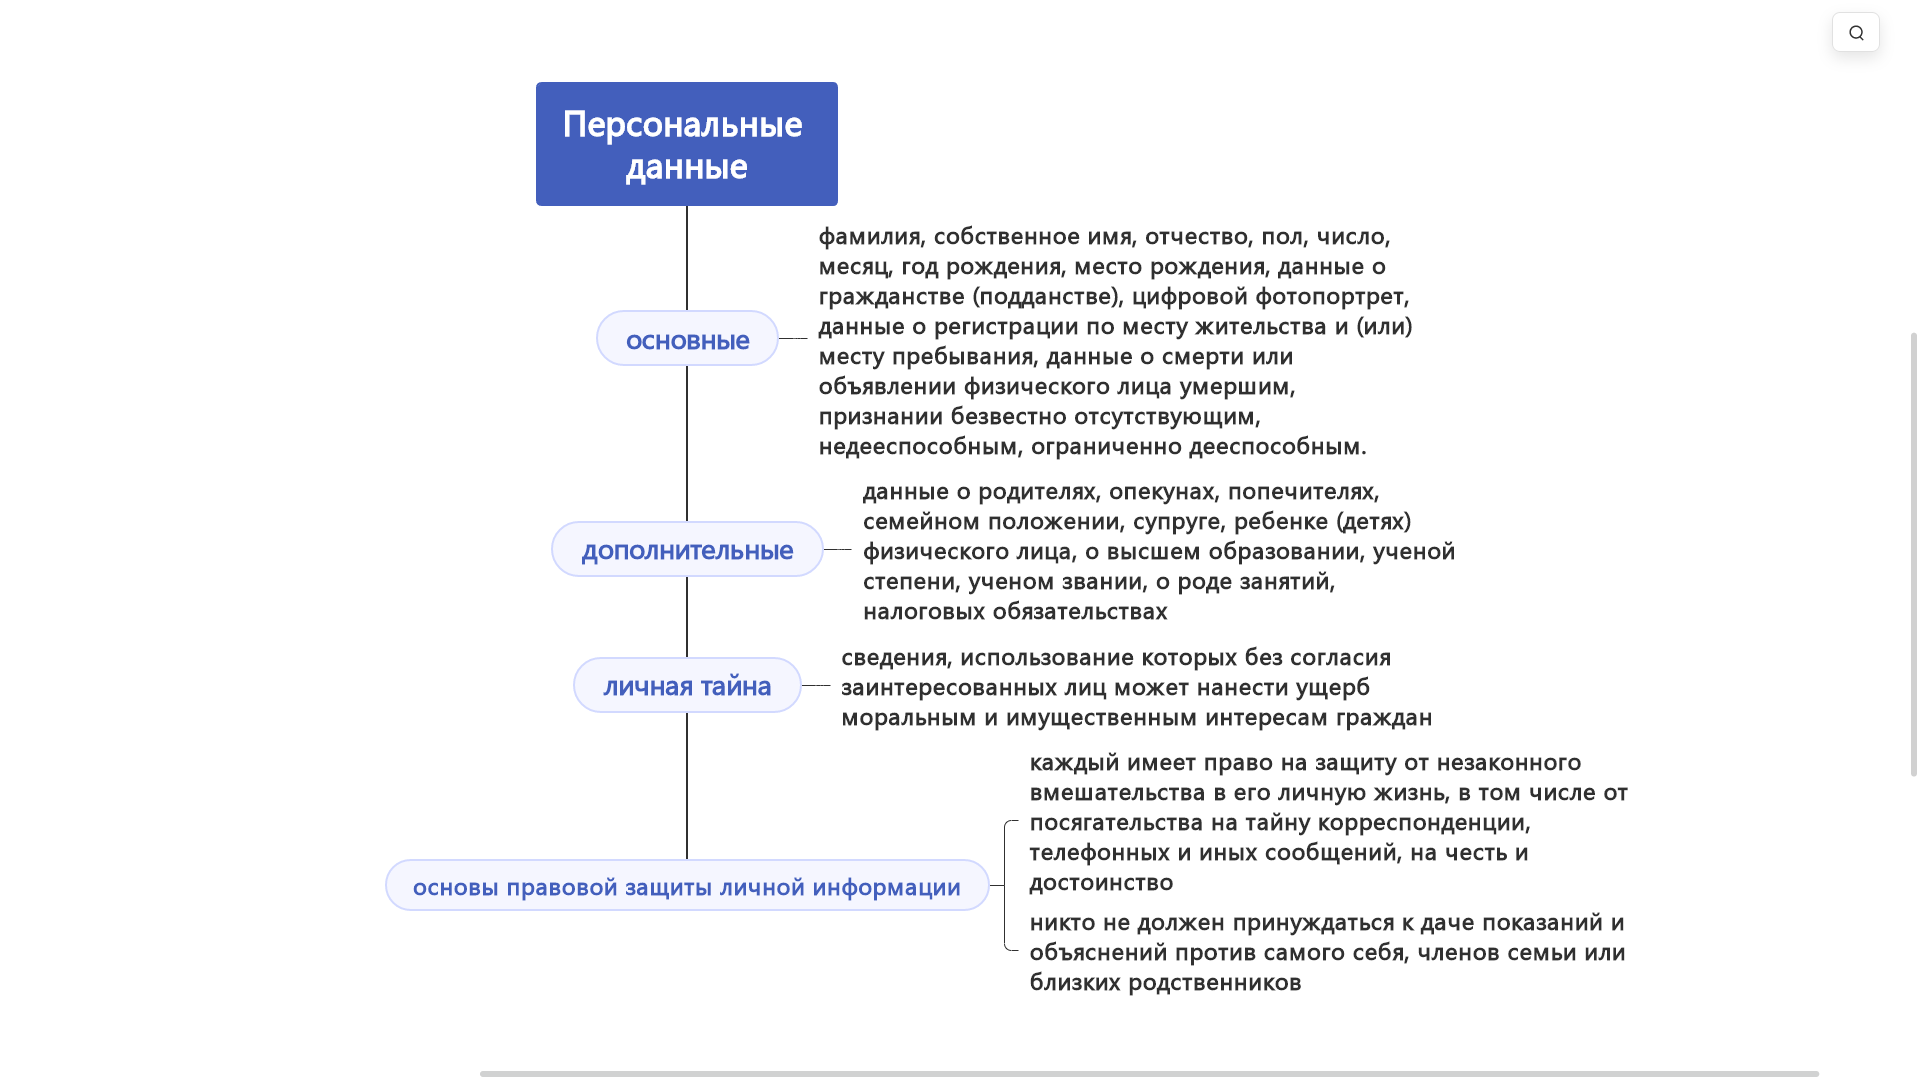 Персональные
данные
основные
фамилия, собственное имя, отчество, пол, число,
месяц, год рождения, место рождения, данные о
гражданстве (подданстве), цифровой фотопортрет,
данные о регистрации по месту жительства и (или)
месту пребывания, данные о смерти или
объявлении физического лица умершим,
признании безвестно отсутствующим,
недееспособным, ограниченно дееспособным.
дополнительные
данные о родителях, опекунах, попечителях,
семейном положении, супруге, ребенке (детях)
физического лица, о высшем образовании, ученой
степени, ученом звании, о роде занятий,
налоговых обязательствах
личная тайна
сведения, использование которых без согласия
заинтересованных лиц может нанести ущерб
моральным и имущественным интересам граждан
основы правовой защиты личной информации
каждый имеет право на защиту от незаконного
вмешательства в его личную жизнь, в том числе от
посягательства на тайну корреспонденции,
телефонных и иных сообщений, на честь и
достоинство
никто не должен принуждаться к даче показаний и
объяснений против самого себя, членов семьи или
близких родственников